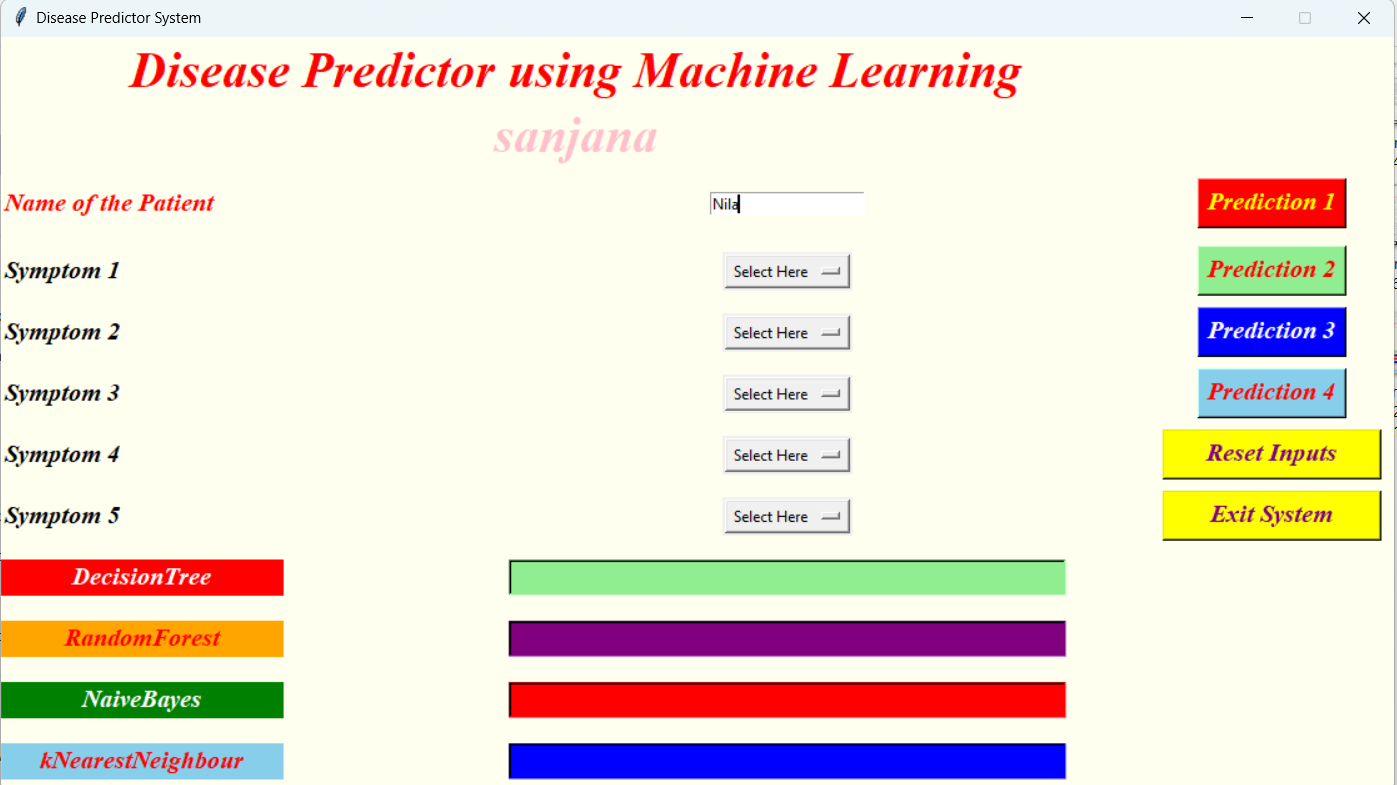 Disease Predictor System
Disease Predictor using Machine Learning
sanjana
Name of the Patient Nila Prediction 1
Symptom 1 Select Here Prediction 2
Symptom 2 Select Here Prediction 3
Symptom 3 Select Here Prediction 4
Symptom 4 Select Here Reset Inputs
Symptom 5 Select Here Exit System
DecisionTree
RandomForest
NaiveBayes
kNearestNeighbour